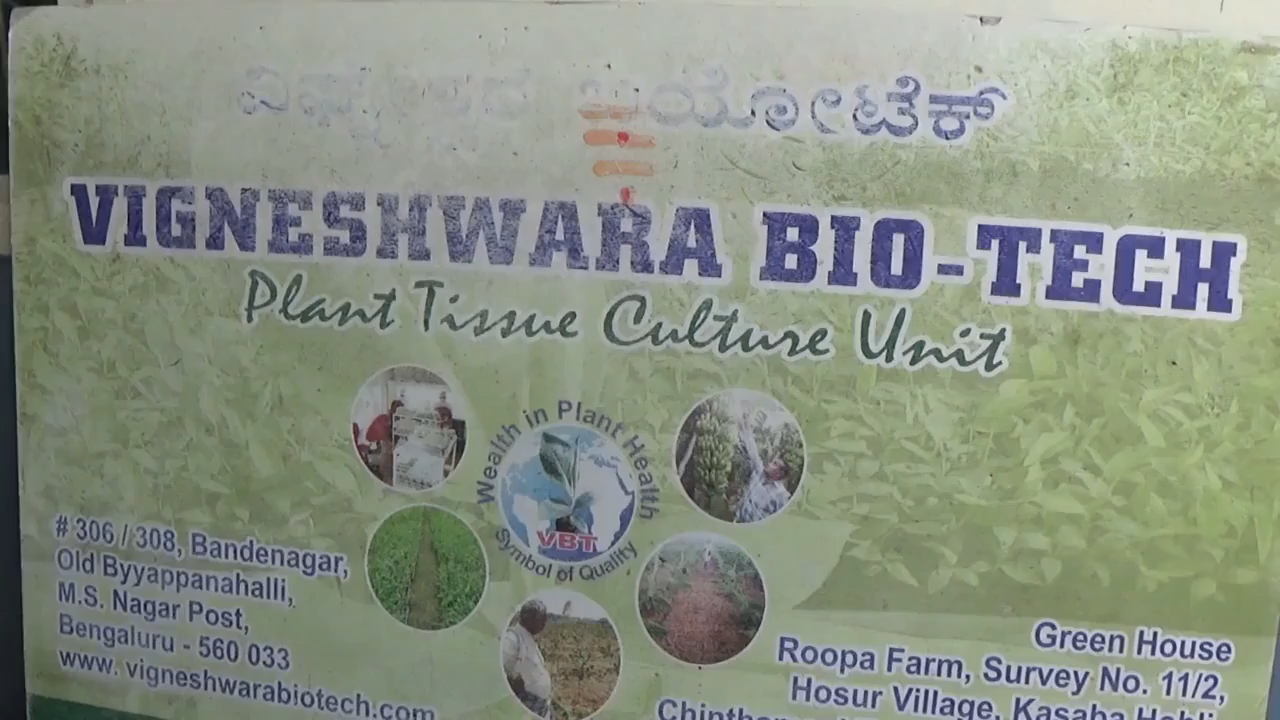 ವಿಘ್ನೇಶ್ವರ ಬಯೋಟೆಕ್
VIGNESHWARA BIO-TECH
Plant Tissue Culture Unit
Wealth in Plant Health
VBT
Symbol of Quality
# 306 / 308, Bandenagar,
Old Byyappanahalli,
M.S. Nagar Post,
Bengaluru - 560 033
www. vigneshwarabiotech.com
Green House
Roopa Farm, Survey No. 11/2,
Hosur Village, Kasaba